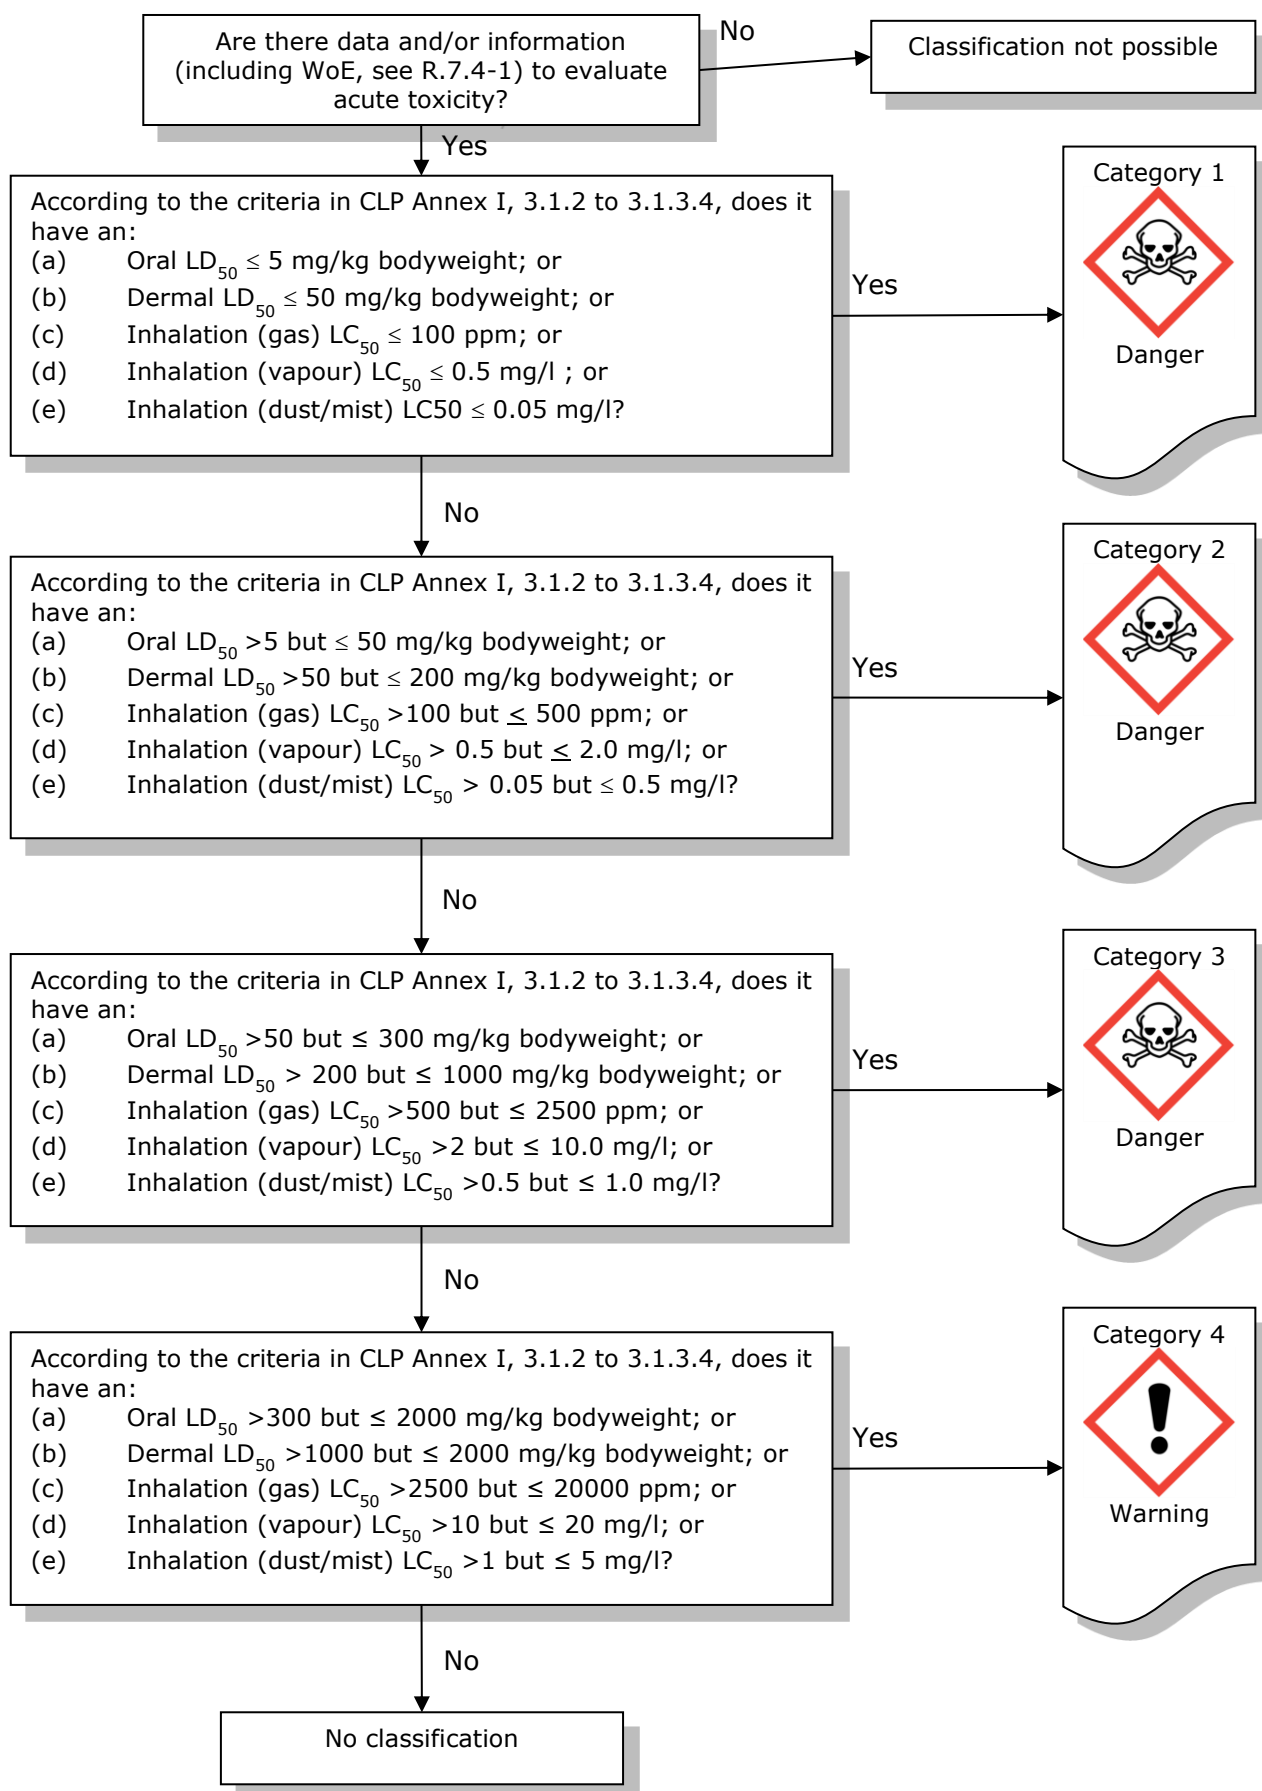 Are there data and/or information
(including WoE, see R.7.4-1) to evaluate
acute toxicity?
No
Classification not possible
Yes
According to the criteria in CLP Annex I, 3.1.2 to 3.1.3.4, does it
have an:
(a) Oral LD50 ≤ 5 mg/kg bodyweight; or
(b) Dermal LD50 ≤ 50 mg/kg bodyweight; or
(c) Inhalation (gas) LC50 ≤ 100 ppm; or
(d) Inhalation (vapour) LC50 ≤ 0.5 mg/l ; or
(e) Inhalation (dust/mist) LC50 ≤ 0.05 mg/l?
Yes
Category 1
Danger
No
According to the criteria in CLP Annex I, 3.1.2 to 3.1.3.4, does it
have an:
(a) Oral LD50 >5 but ≤ 50 mg/kg bodyweight; or
(b) Dermal LD50 >50 but ≤ 200 mg/kg bodyweight; or
(c) Inhalation (gas) LC50 >100 but ≤ 500 ppm; or
(d) Inhalation (vapour) LC50 > 0.5 but ≤ 2.0 mg/l; or
(e) Inhalation (dust/mist) LC50 > 0.05 but ≤ 0.5 mg/l?
Yes
Category 2
Danger
No
According to the criteria in CLP Annex I, 3.1.2 to 3.1.3.4, does it
have an:
(a) Oral LD50 >50 but ≤ 300 mg/kg bodyweight; or
(b) Dermal LD50 > 200 but ≤ 1000 mg/kg bodyweight; or
(c) Inhalation (gas) LC50 >500 but ≤ 2500 ppm; or
(d) Inhalation (vapour) LC50 >2 but ≤ 10.0 mg/l; or
(e) Inhalation (dust/mist) LC50 >0.5 but ≤ 1.0 mg/l?
Yes
Category 3
Danger
No
According to the criteria in CLP Annex I, 3.1.2 to 3.1.3.4, does it
have an:
(a) Oral LD50 >300 but ≤ 2000 mg/kg bodyweight; or
(b) Dermal LD50 >1000 but ≤ 2000 mg/kg bodyweight; or
(c) Inhalation (gas) LC50 >2500 but ≤ 20000 ppm; or
(d) Inhalation (vapour) LC50 >10 but ≤ 20 mg/l; or
(e) Inhalation (dust/mist) LC50 >1 but ≤ 5 mg/l?
Yes
Category 4
Warning
No
No classification